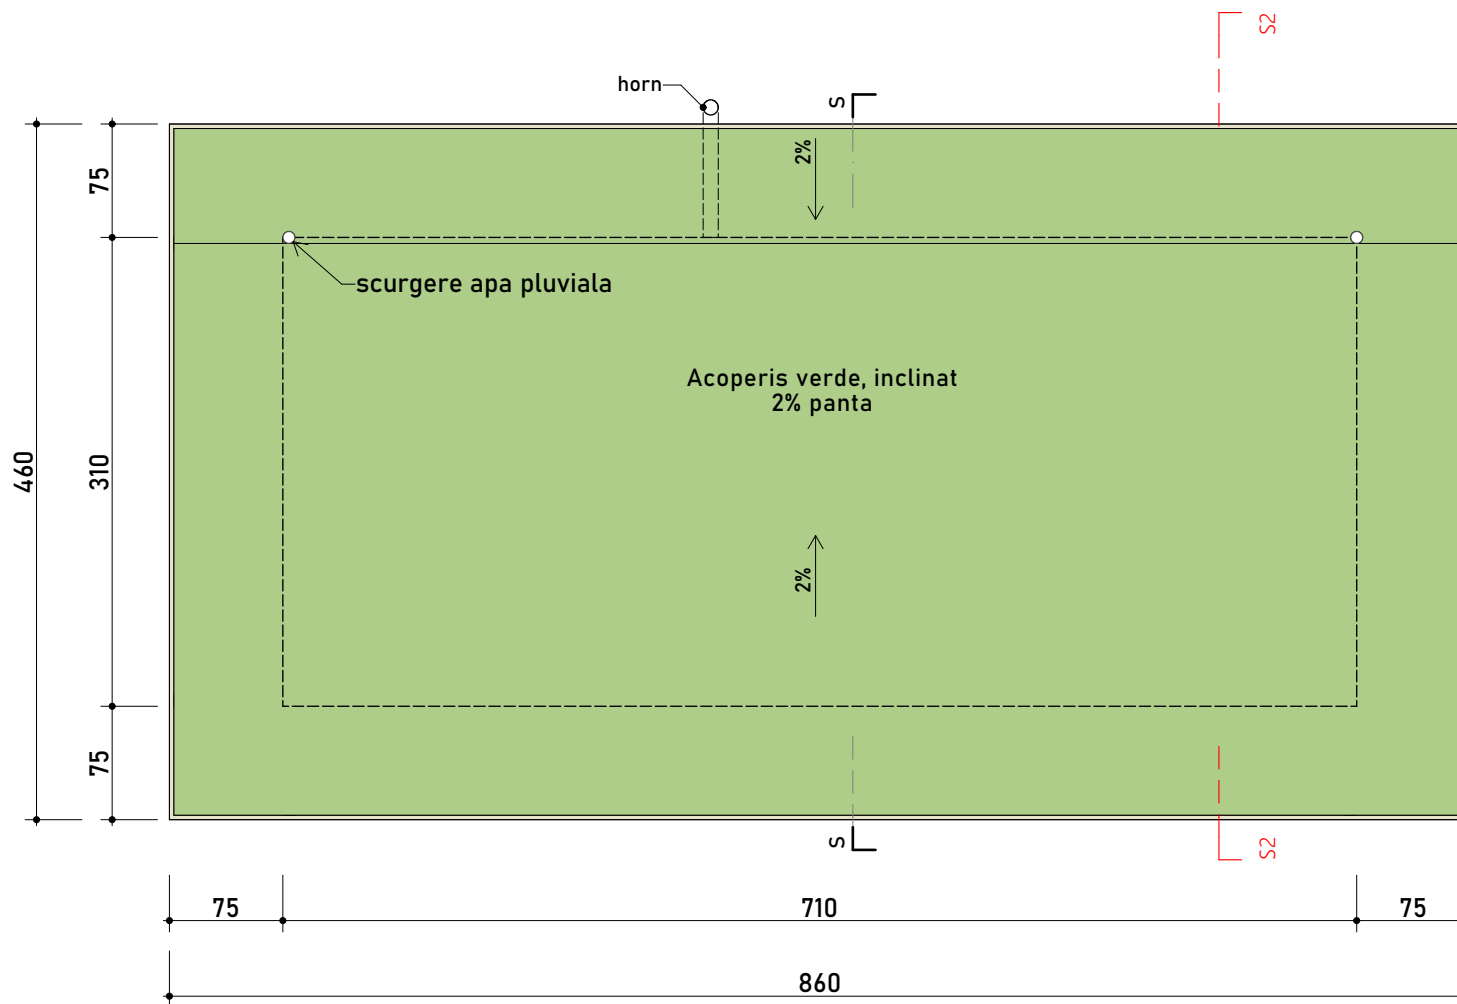 S2
horn
S
2%
75
scurgere apa pluviala
Acoperis verde, inclinat
2% panta
460
310
2%
75
S
S2
75
710
75
860